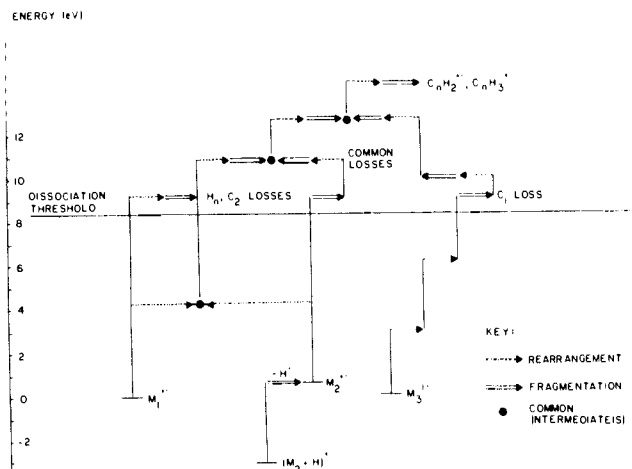 ENERGY (eV)
CnH2+·, CnH3+
12
COMMON
LOSSES
10
DISSOCIATION
THRESHOLD
Hn, C2 LOSSES
C1 LOSS
8
6
4
KEY:
REARRANGEMENT
-H·
M2+·
FRAGMENTATION
2
0
M1+·
M3+·
COMMON
INTERMEDIATE(S)
-2
(M2+H)+